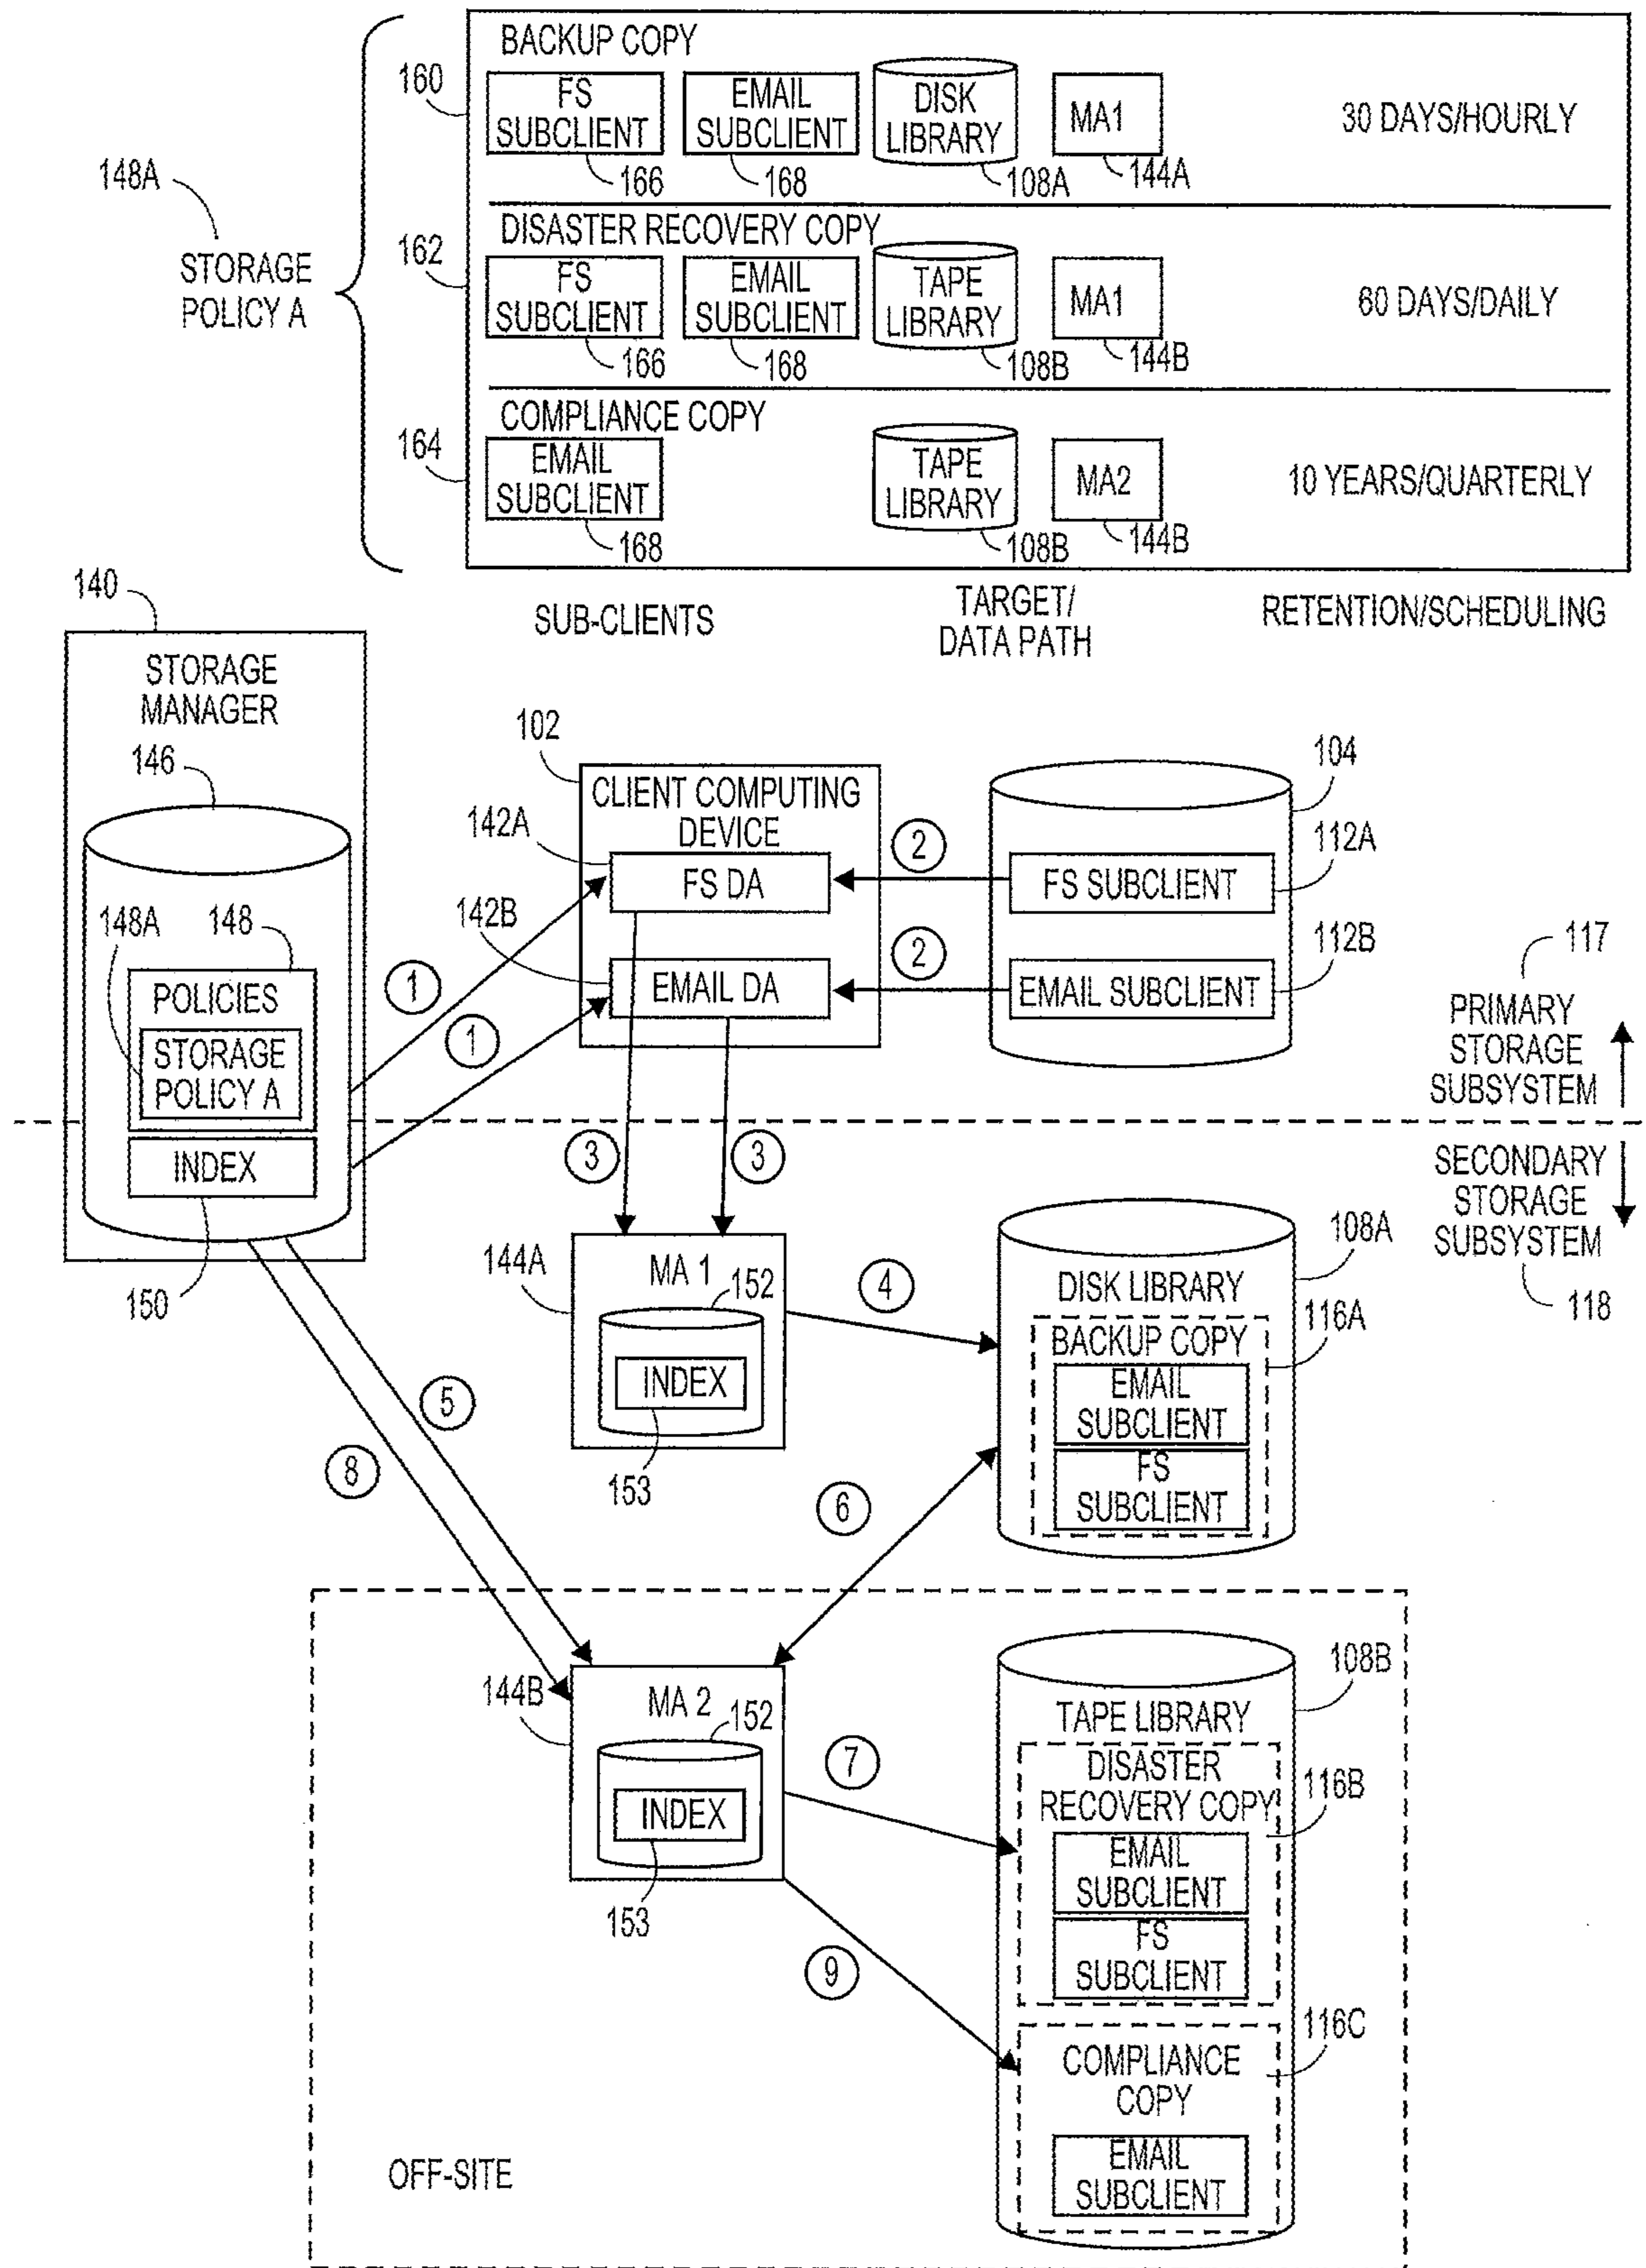 BACKUP COPY
160
FS
SUBCLIENT
166
EMAIL
SUBCLIENT
168
DISK
LIBRARY
108A
MA1
144A
30 DAYS/HOURLY
148A
STORAGE
POLICY A
DISASTER RECOVERY COPY
162
FS
SUBCLIENT
166
EMAIL
SUBCLIENT
168
TAPE
LIBRARY
108B
MA1
144B
60 DAYS/DAILY
COMPLIANCE COPY
164
EMAIL
SUBCLIENT
168
TAPE
LIBRARY
108B
MA2
144B
10 YEARS/QUARTERLY
SUB-CLIENTS
TARGET/
DATA PATH
RETENTION/SCHEDULING
140
STORAGE
MANAGER
146
148A
148
POLICIES
STORAGE
POLICY A
INDEX
150
1
1
102
CLIENT COMPUTING
DEVICE
142A
FS DA
142B
EMAIL DA
2
2
104
FS SUBCLIENT
112A
EMAIL SUBCLIENT
112B
117
PRIMARY
STORAGE
SUBSYSTEM
SECONDARY
STORAGE
SUBSYSTEM
118
3
3
144A
MA 1
152
INDEX
153
4
108A
DISK LIBRARY
116A
BACKUP COPY
EMAIL
SUBCLIENT
FS
SUBCLIENT
5
8
6
144B
MA 2
152
INDEX
153
7
9
108B
TAPE LIBRARY
DISASTER
RECOVERY COPY
116B
EMAIL
SUBCLIENT
FS
SUBCLIENT
116C
COMPLIANCE
COPY
EMAIL
SUBCLIENT
OFF-SITE